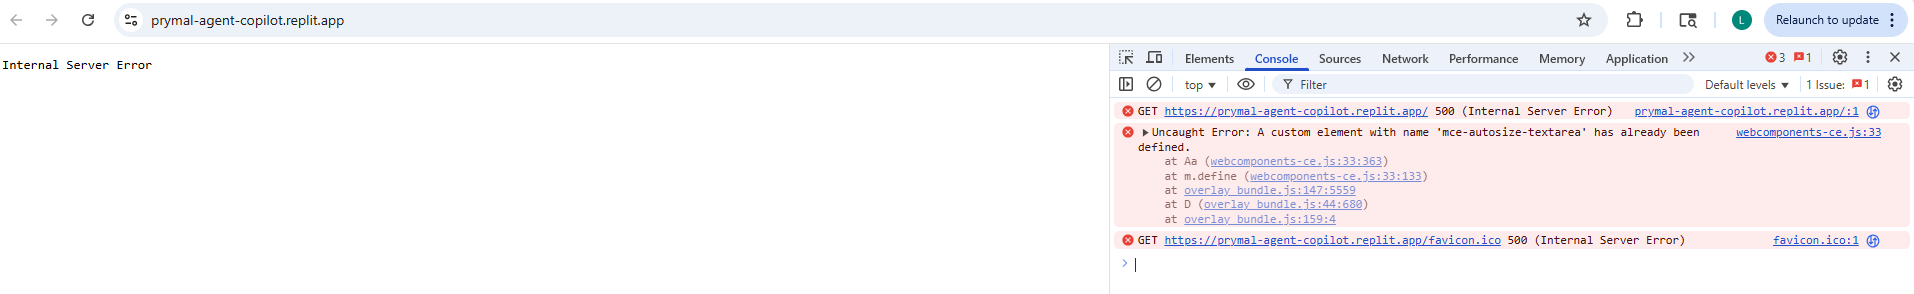 prymal-agent-copilot.replit.app
L
Relaunch to update
Internal Server Error
Elements Console Sources Network Performance Memory Application 3 1
top Filter Default levels 1 Issue: 1
GET https://prymal-agent-copilot.replit.app/ 500 (Internal Server Error) prymal-agent-copilot.replit.app/:1
Uncaught Error: A custom element with name 'mce-autosize-textarea' has already been webcomponents-ce.js:33
defined.
at Aa (webcomponents-ce.js:33:363)
at m.define (webcomponents-ce.js:33:133)
at overlay_bundle.js:147:5559
at D (overlay_bundle.js:44:680)
at overlay_bundle.js:159:4
GET https://prymal-agent-copilot.replit.app/favicon.ico 500 (Internal Server Error) favicon.ico:1